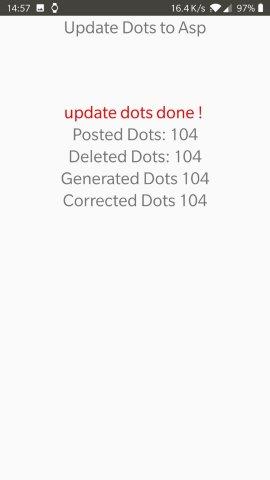 14:57 16.4 K/s 97%
Update Dots to Asp
update dots done !
Posted Dots: 104
Deleted Dots: 104
Generated Dots 104
Corrected Dots 104